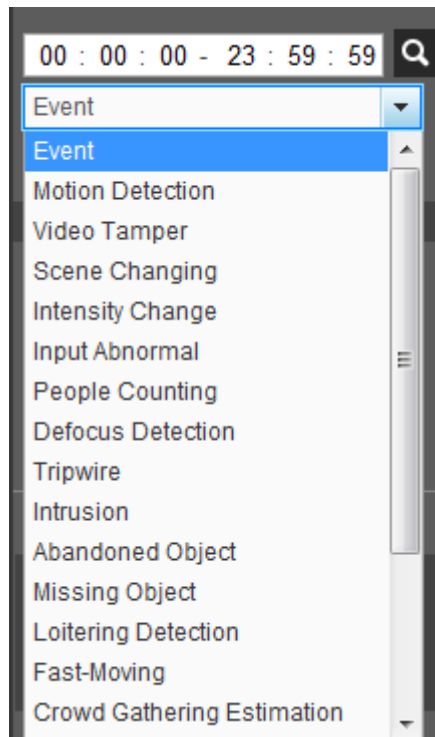 00 : 00 : 00 - 23 : 59 : 59
Event
Event
Motion Detection
Video Tamper
Scene Changing
Intensity Change
Input Abnormal
People Counting
Defocus Detection
Tripwire
Intrusion
Abandoned Object
Missing Object
Loitering Detection
Fast-Moving
Crowd Gathering Estimation